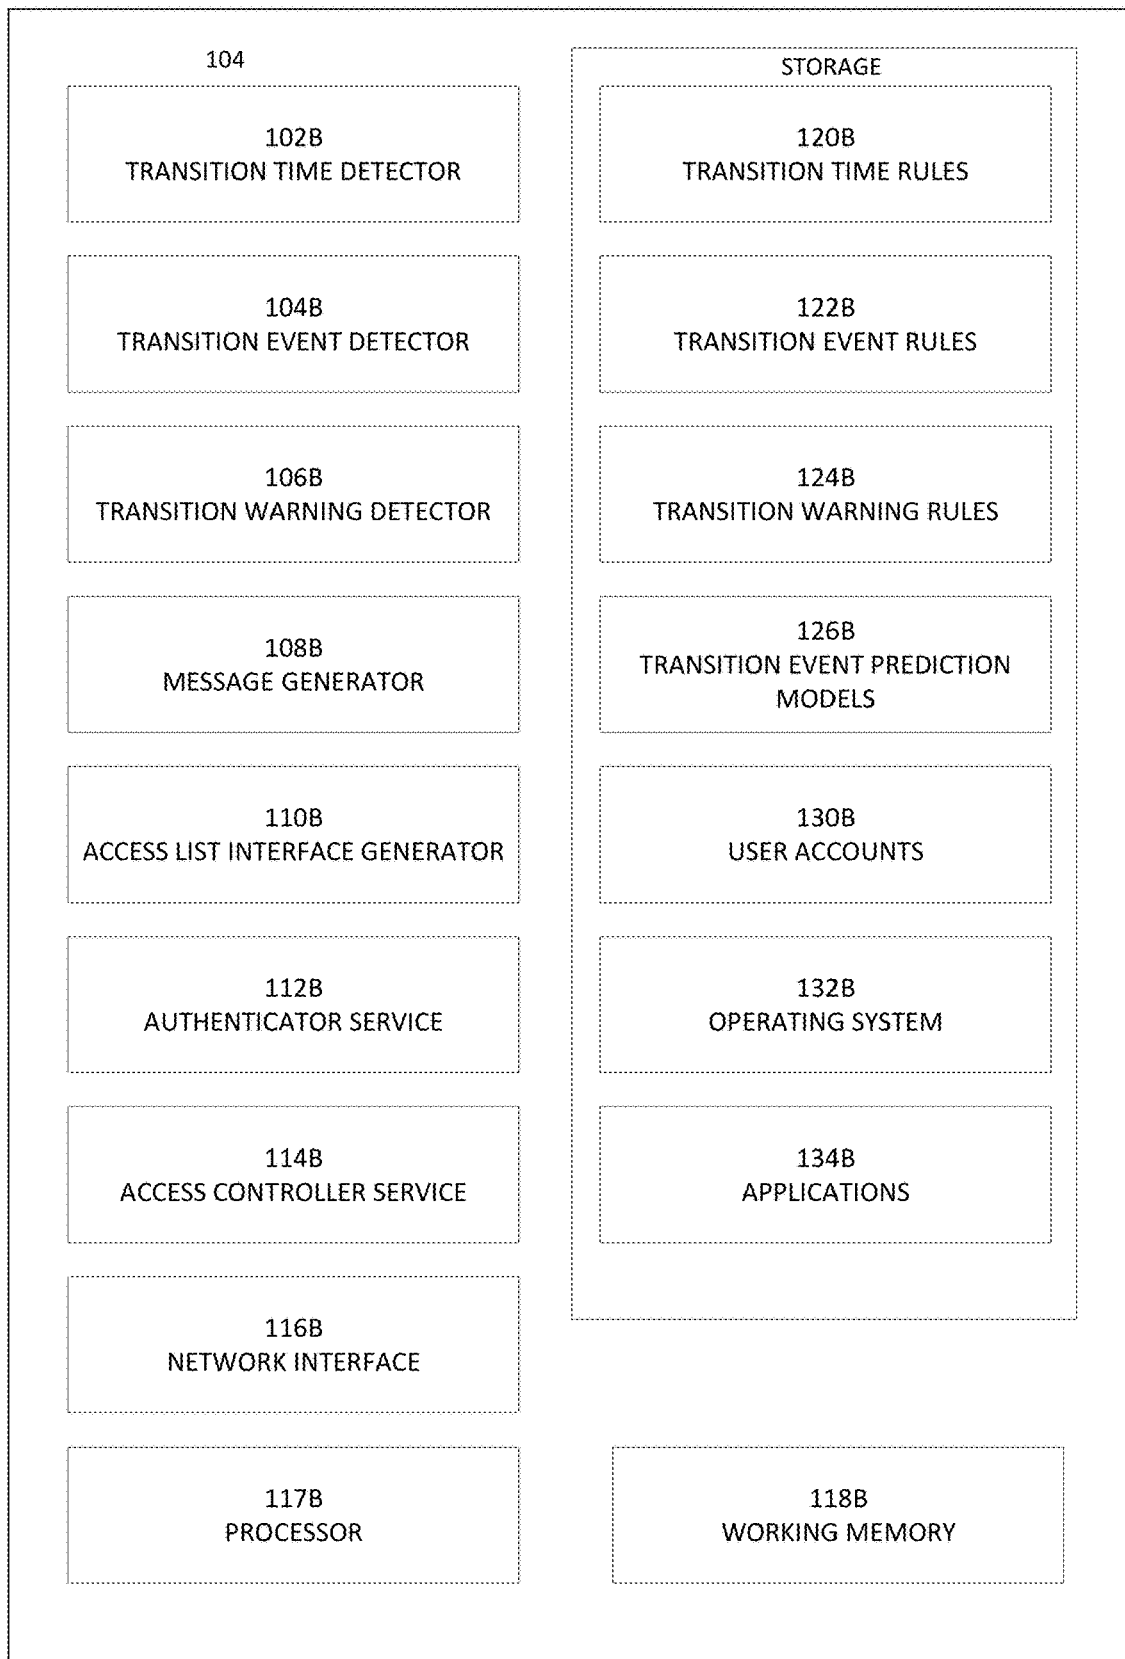 104
102B
TRANSITION TIME DETECTOR
104B
TRANSITION EVENT DETECTOR
106B
TRANSITION WARNING DETECTOR
108B
MESSAGE GENERATOR
110B
ACCESS LIST INTERFACE GENERATOR
112B
AUTHENTICATOR SERVICE
114B
ACCESS CONTROLLER SERVICE
116B
NETWORK INTERFACE
117B
PROCESSOR
STORAGE
120B
TRANSITION TIME RULES
122B
TRANSITION EVENT RULES
124B
TRANSITION WARNING RULES
126B
TRANSITION EVENT PREDICTION
MODELS
130B
USER ACCOUNTS
132B
OPERATING SYSTEM
134B
APPLICATIONS
118B
WORKING MEMORY